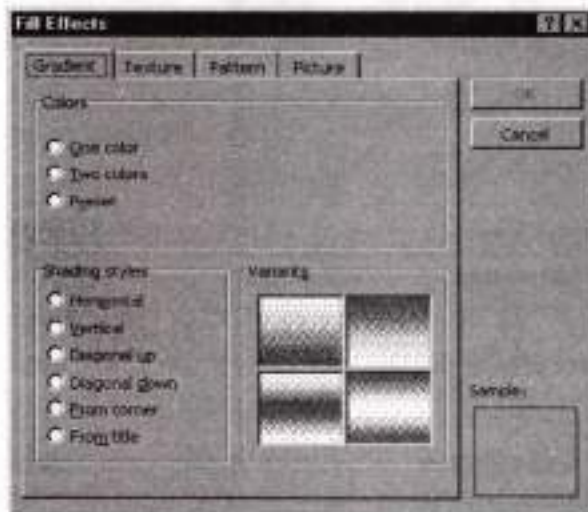 Fill Effects
Gradient Texture Pattern Picture
Colors
One color
Two colors
Preset
OK
Cancel
Shading styles
Horizontal
Vertical
Diagonal up
Diagonal down
From corner
From title
Variants
Sample: